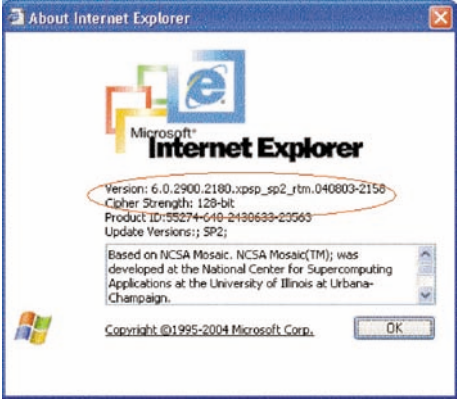 About Internet Explorer
Microsoft®
Internet Explorer
Version: 6.0.2900.2180.xpsp_sp2_rtm.040803-2158
Cipher Strength: 128-bit
Product ID:55274-640-2430633-23563
Update Versions:; SP2;
Based on NCSA Mosaic. NCSA Mosaic(TM); was
developed at the National Center for Supercomputing
Applications at the University of Illinois at Urbana-
Champaign.
Copyright ©1995-2004 Microsoft Corp.
OK